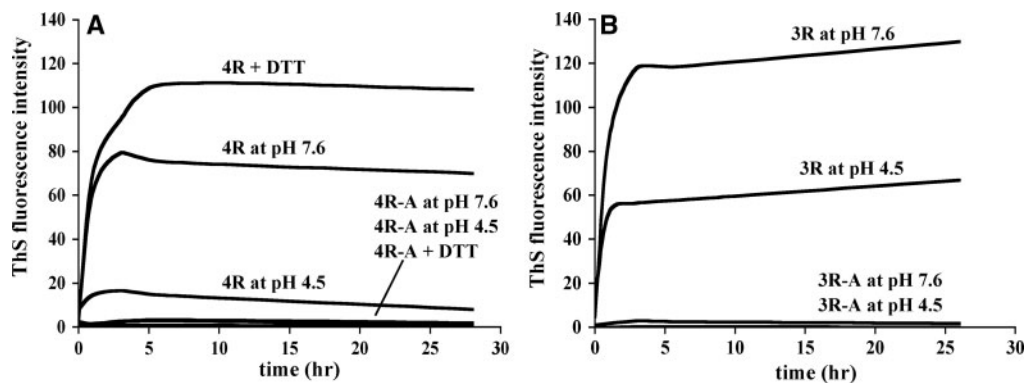 A
ThS fluorescence intensity
140
120
100
80
60
40
20
0
4R + DTT
4R at pH 7.6
4R-A at pH 7.6
4R-A at pH 4.5
4R-A + DTT
4R at pH 4.5
0 5 10 15 20 25 30
time (hr)
B
ThS fluorescence intensity
140
120
100
80
60
40
20
0
3R at pH 7.6
3R at pH 4.5
3R-A at pH 7.6
3R-A at pH 4.5
0 5 10 15 20 25 30
time (hr)